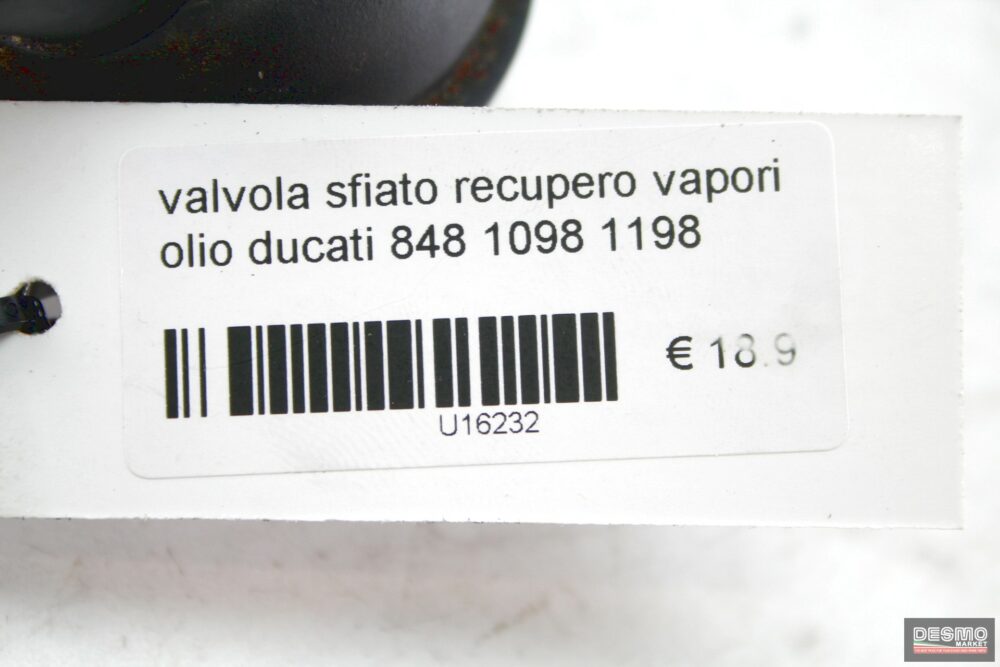 valvola sfiato recupero vapori
olio ducati 848 1098 1198
€ 18.9
U16232
DESMO
MARKET